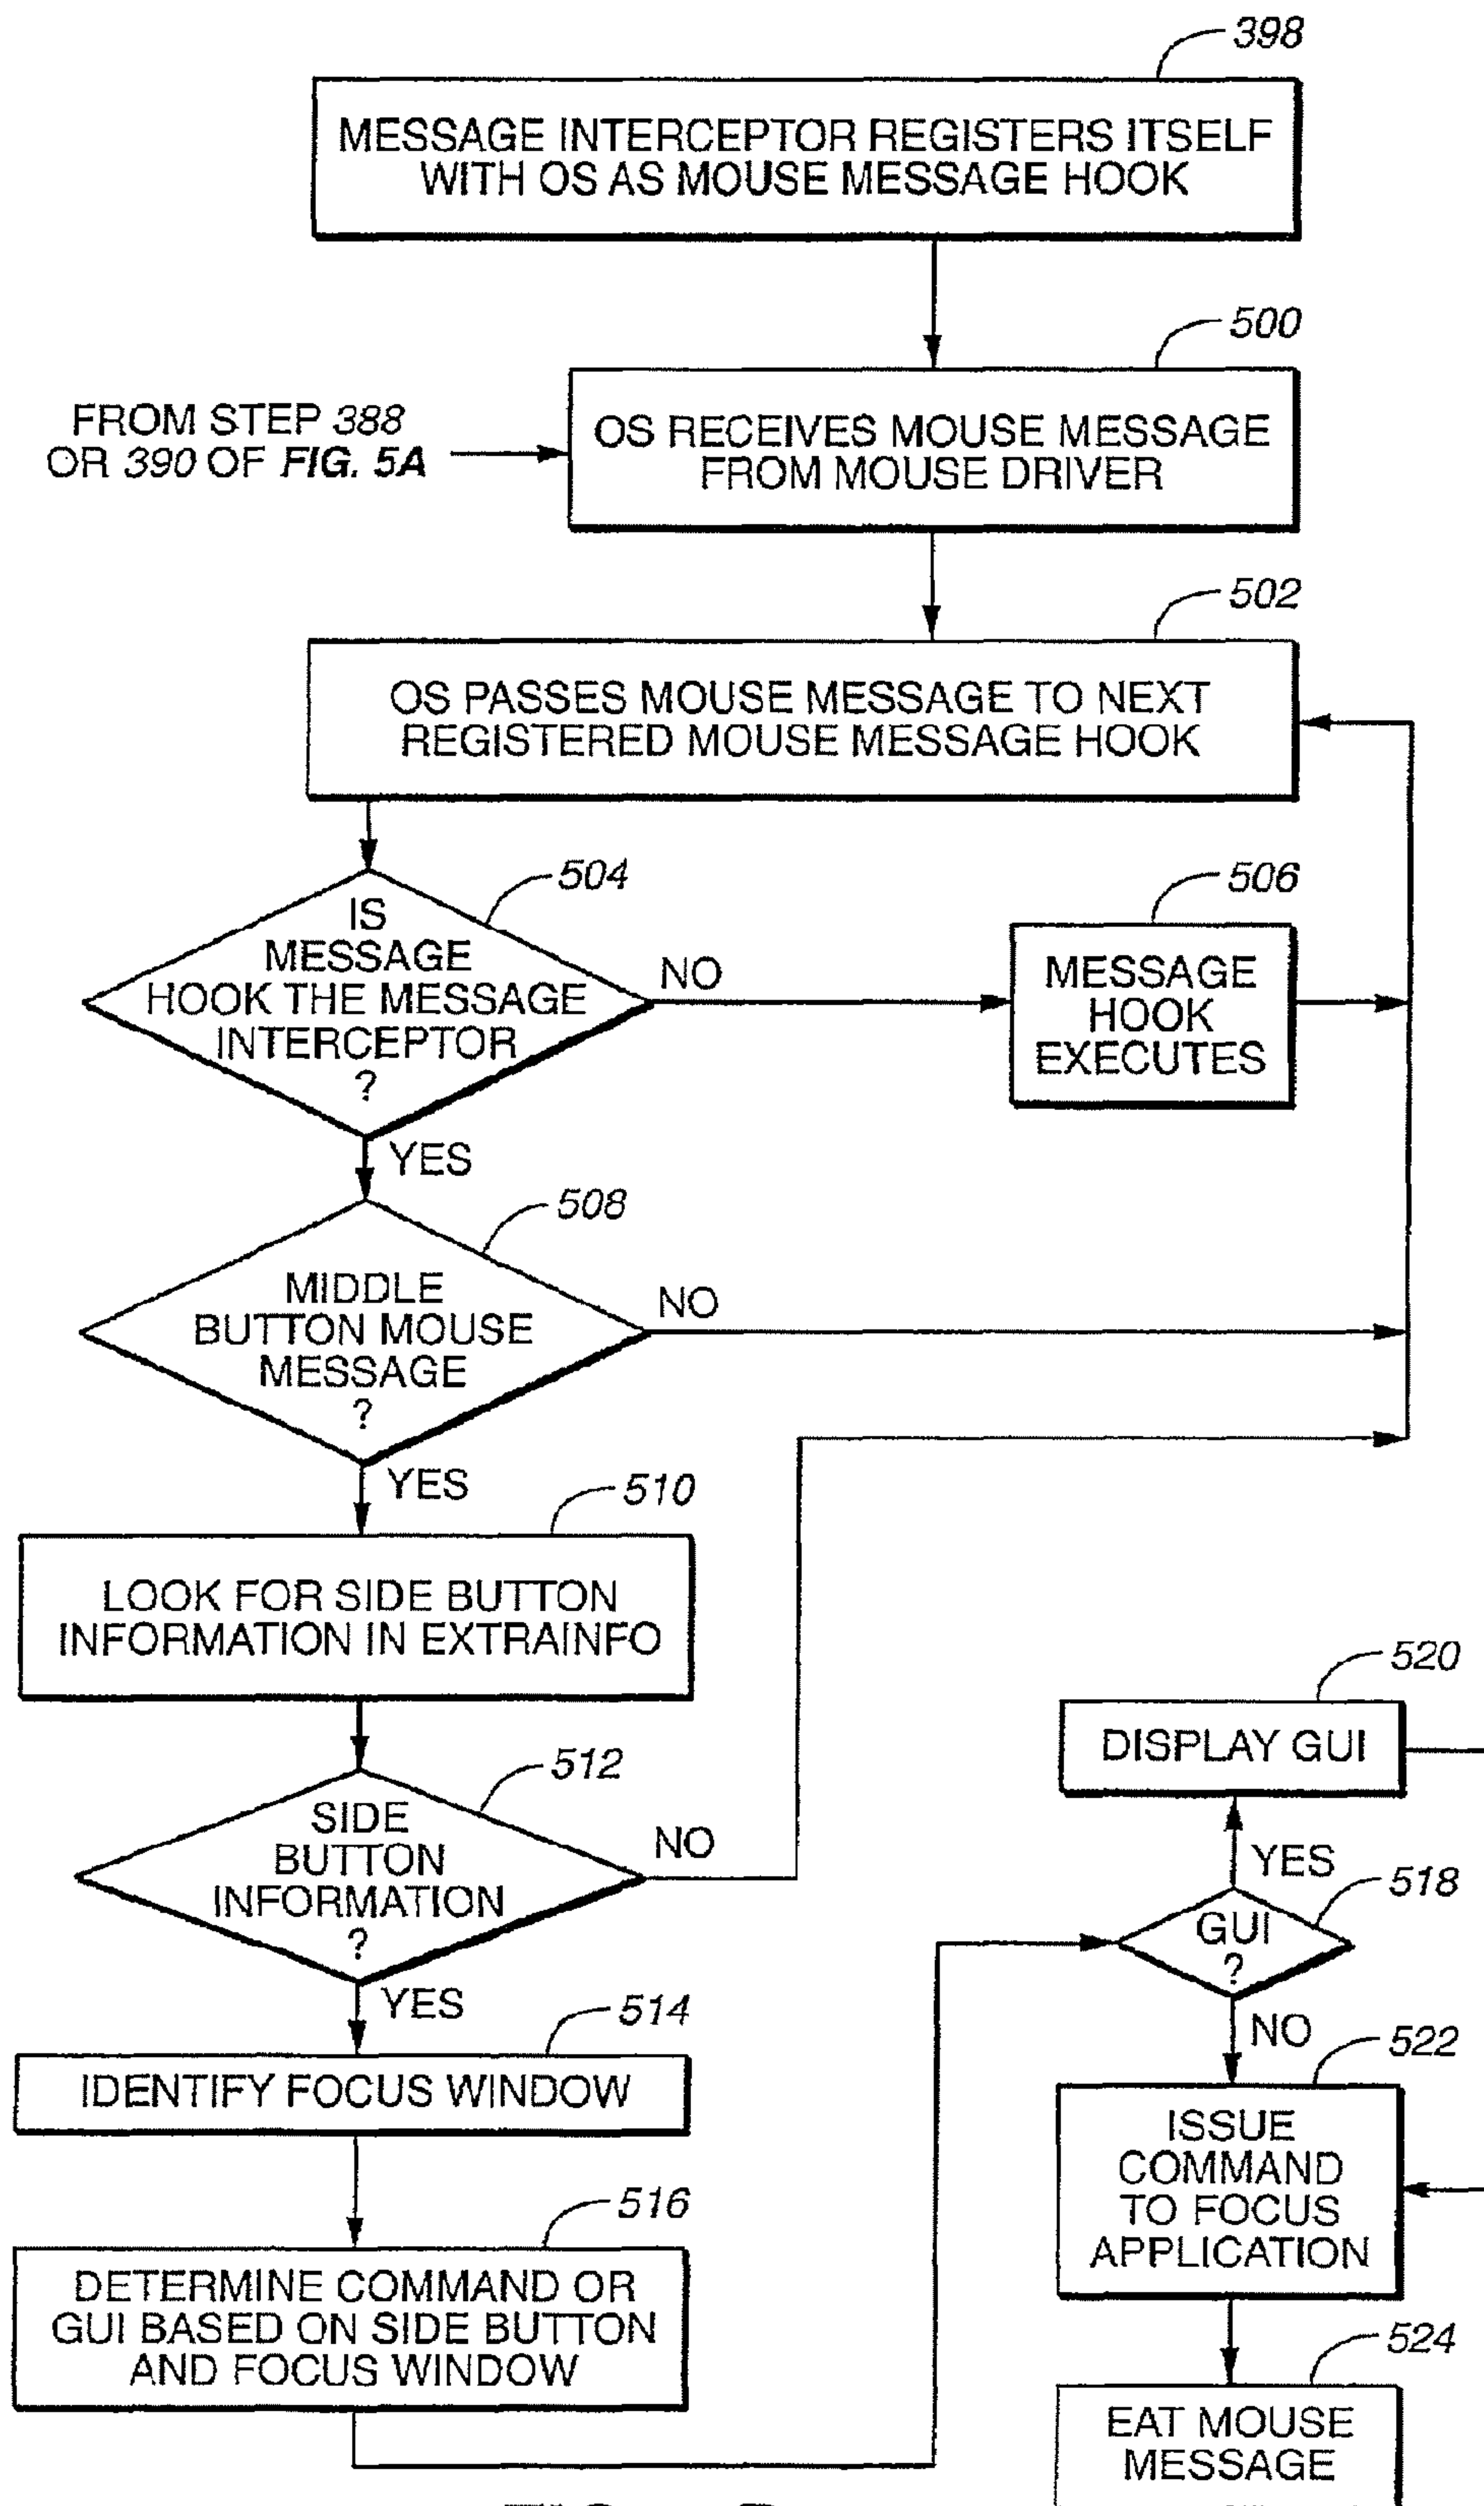 398
MESSAGE INTERCEPTOR REGISTERS ITSELF
WITH OS AS MOUSE MESSAGE HOOK
500
FROM STEP 388
OR 390 OF FIG. 5A
OS RECEIVES MOUSE MESSAGE
FROM MOUSE DRIVER
502
OS PASSES MOUSE MESSAGE TO NEXT
REGISTERED MOUSE MESSAGE HOOK
504
IS
MESSAGE
HOOK THE MESSAGE
INTERCEPTOR
?
NO
506
MESSAGE
HOOK
EXECUTES
YES
508
MIDDLE
BUTTON MOUSE
MESSAGE
?
NO
YES
510
LOOK FOR SIDE BUTTON
INFORMATION IN EXTRAINFO
512
SIDE
BUTTON
INFORMATION
?
NO
YES
514
IDENTIFY FOCUS WINDOW
516
DETERMINE COMMAND OR
GUI BASED ON SIDE BUTTON
AND FOCUS WINDOW
520
DISPLAY GUI
YES
518
GUI
?
NO
522
ISSUE
COMMAND
TO FOCUS
APPLICATION
524
EAT MOUSE
MESSAGE